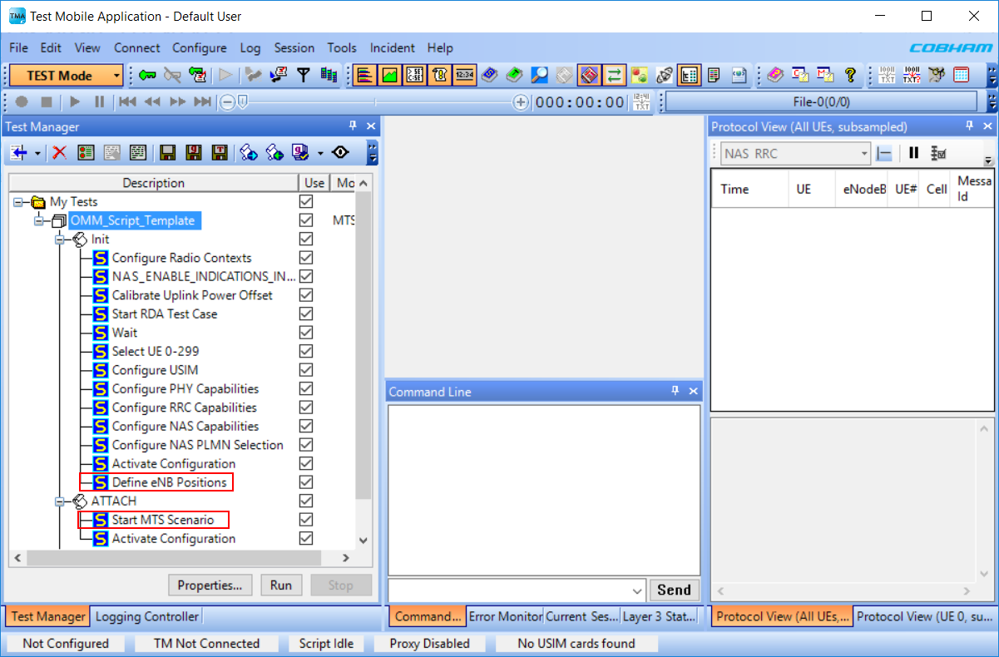 TMA Test Mobile Application - Default User
File Edit View Connect Configure Log Session Tools Incident Help COBHAM
TEST Mode
000:00:00 File-0(0/0)
Test Manager
Description Use Mo
My Tests
OMM_Script_Template MTS
Init
Configure Radio Contexts
NAS_ENABLE_INDICATIONS_IN...
Calibrate Uplink Power Offset
Start RDA Test Case
Wait
Select UE 0-299
Configure USIM
Configure PHY Capabilities
Configure RRC Capabilities
Configure NAS Capabilities
Configure NAS PLMN Selection
Activate Configuration
Define eNB Positions
ATTACH
Start MTS Scenario
Activate Configuration
Properties... Run Stop
Test Manager Logging Controller
Command Line
Send
Command... Error Monitor Current Ses... Layer 3 Stat...
Protocol View (All UEs, subsampled)
NAS RRC
Time UE eNodeB UE# Cell Messa
Id
Protocol View (All UEs,... Protocol View (UE 0, su...
Not Configured TM Not Connected Script Idle Proxy Disabled No USIM cards found